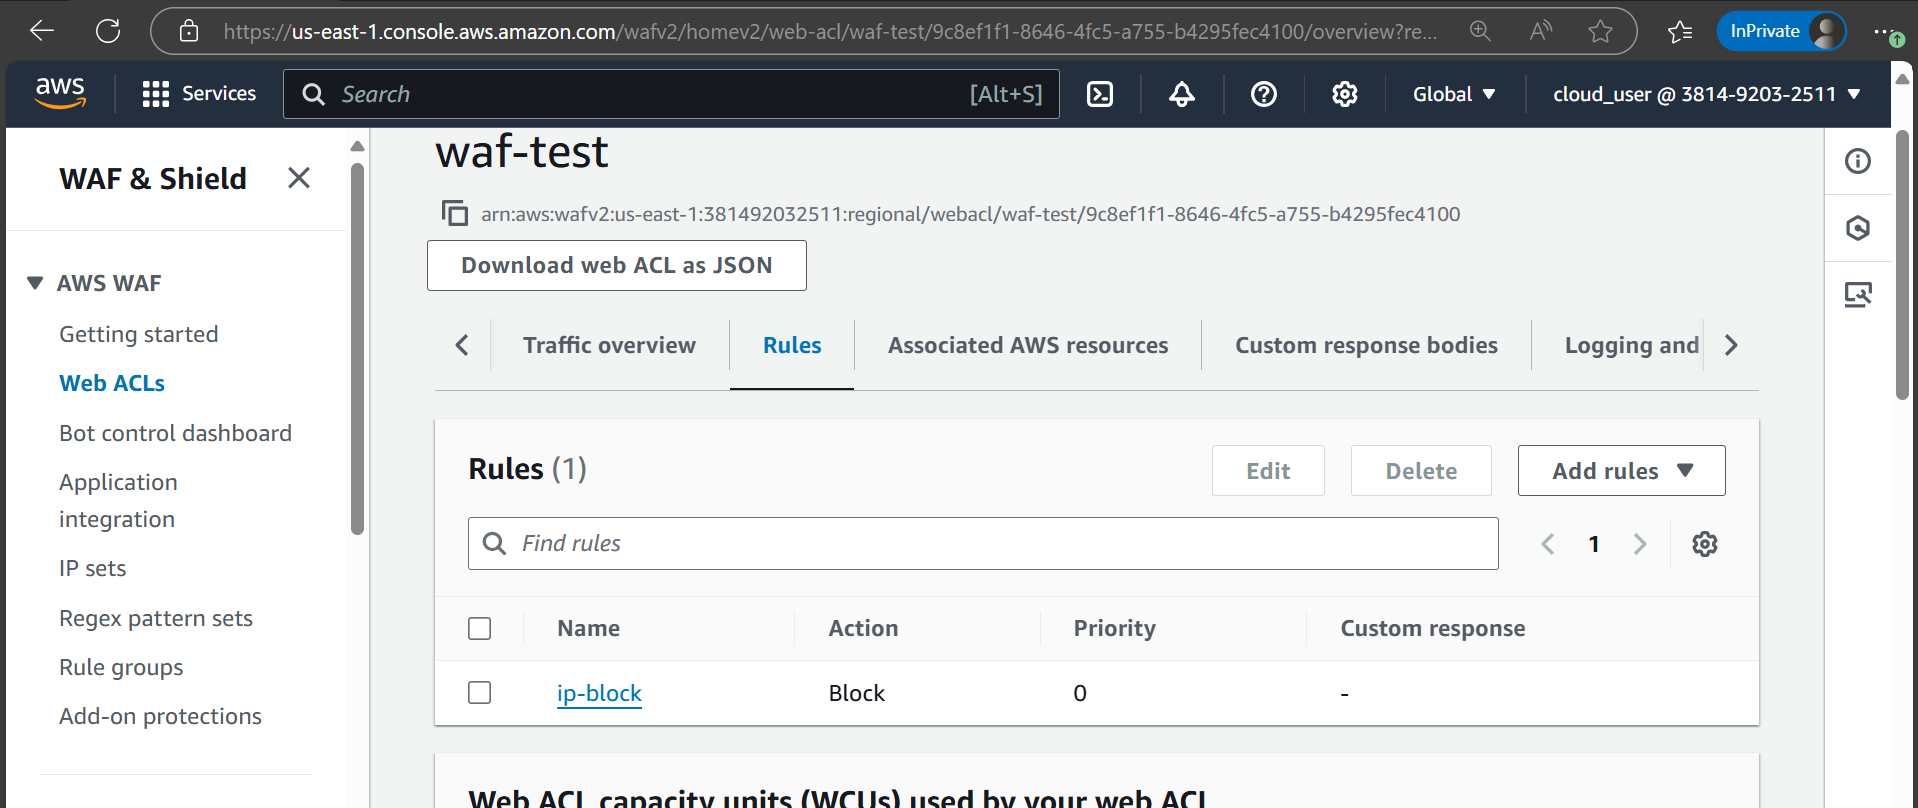 https://us-east-1.console.aws.amazon.com/wafv2/homev2/web-acl/waf-test/9c8ef1f1-8646-4fc5-a755-b4295fec4100/overview?re...
InPrivate
aws
Services
Search
[Alt+S]
Global
cloud_user @ 3814-9203-2511
WAF & Shield
AWS WAF
Getting started
Web ACLs
Bot control dashboard
Application
integration
IP sets
Regex pattern sets
Rule groups
Add-on protections
waf-test
arn:aws:wafv2:us-east-1:381492032511:regional/webacl/waf-test/9c8ef1f1-8646-4fc5-a755-b4295fec4100
Download web ACL as JSON
Traffic overview
Rules
Associated AWS resources
Custom response bodies
Logging and
Rules (1)
Edit
Delete
Add rules
Find rules
1
Name Action Priority Custom response
ip-block Block 0 -
Web ACL capacity units (WCUs) used by your web ACL